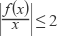 |f(x)/x| ≤ 2